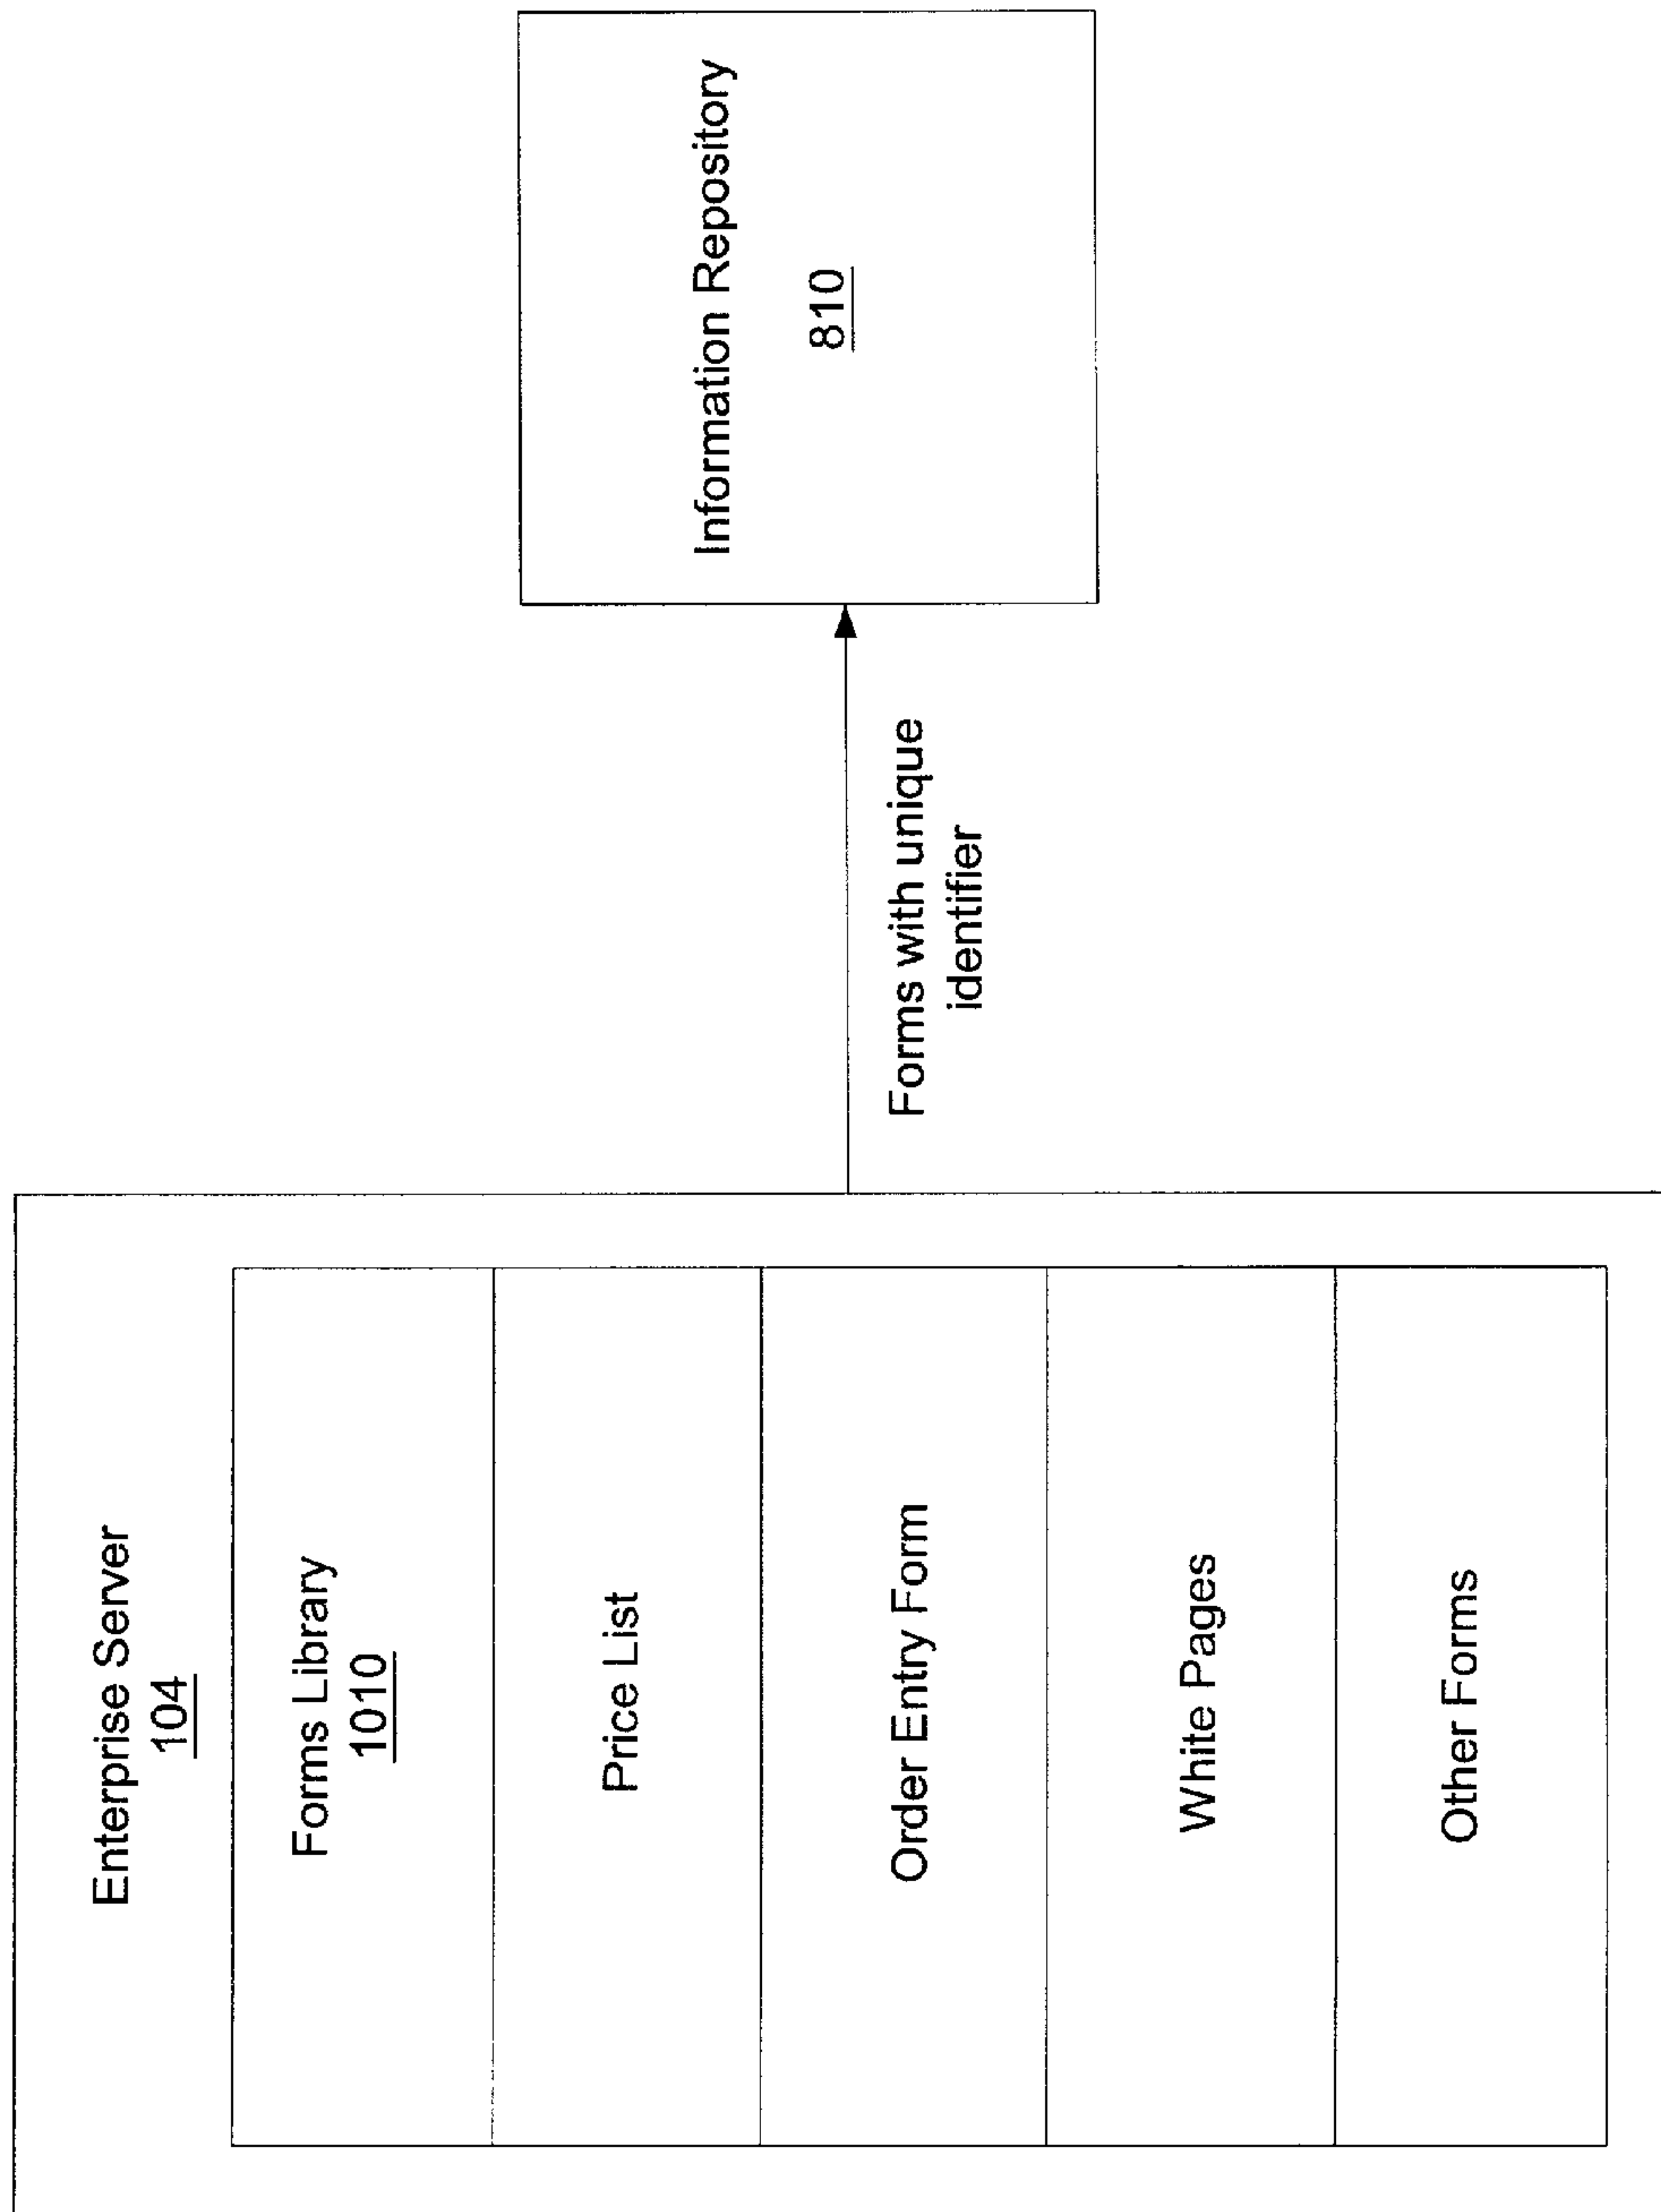 Enterprise Server
104
Forms Library
1010
Price List
Order Entry Form
White Pages
Other Forms
Forms with unique
identifier
Information Repository
810